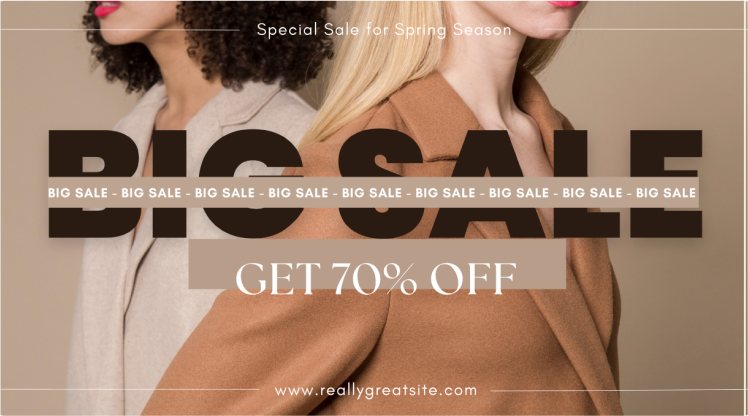 Special Sale for Spring Season
BIG SALE
BIG SALE - BIG SALE - BIG SALE - BIG SALE - BIG SALE - BIG SALE - BIG SALE - BIG SALE - BIG SALE
GET 70% OFF
www.reallygreatsite.com